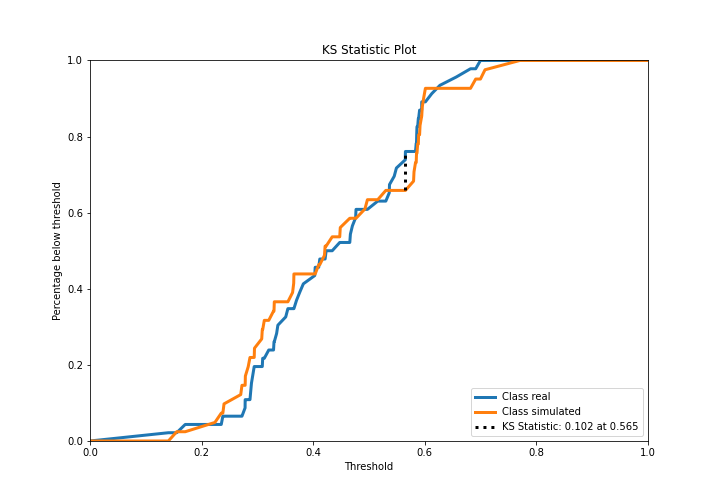 KS Statistic Plot
1.0
0.8
0.6
0.4
0.2
0.0
Percentage below threshold
0.0 0.2 0.4 0.6 0.8 1.0
Threshold
Class real
Class simulated
KS Statistic: 0.102 at 0.565